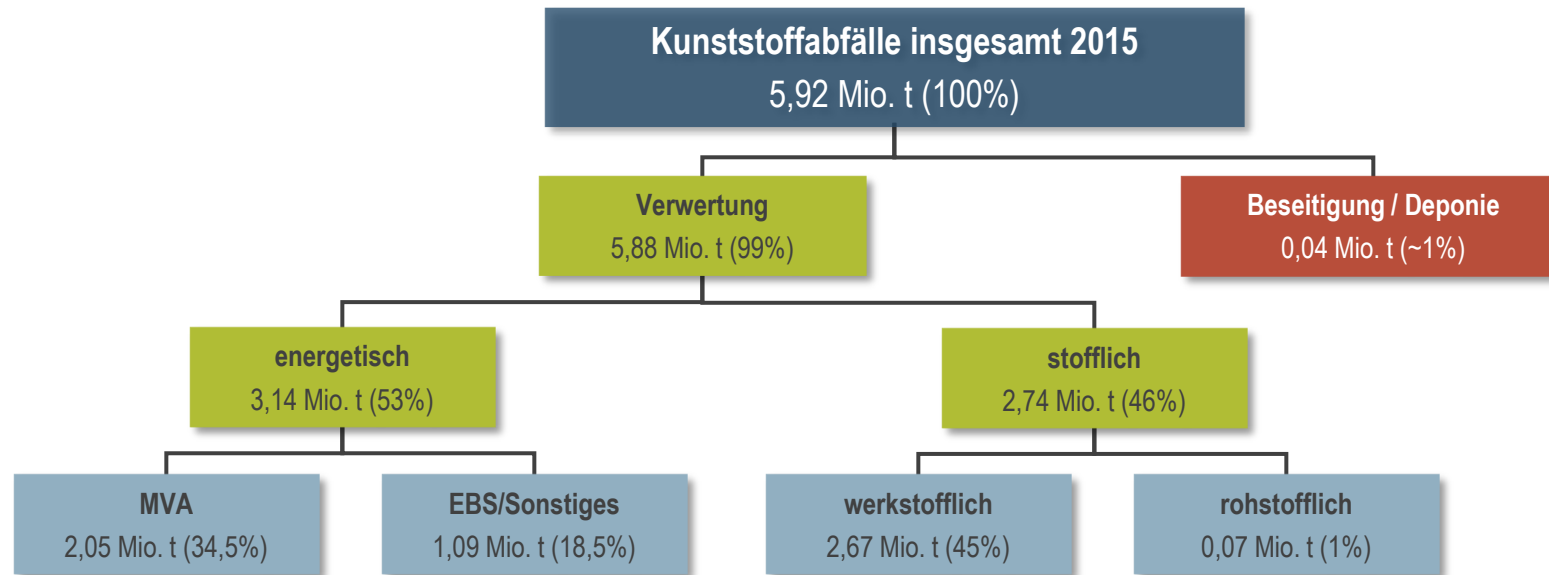 Kunststoffabfälle insgesamt 2015
5,92 Mio. t (100%)
Verwertung
5,88 Mio. t (99%)
Beseitigung / Deponie
0,04 Mio. t (~1%)
energetisch
3,14 Mio. t (53%)
stofflich
2,74 Mio. t (46%)
MVA
2,05 Mio. t (34,5%)
EBS/Sonstiges
1,09 Mio. t (18,5%)
werkstofflich
2,67 Mio. t (45%)
rohstofflich
0,07 Mio. t (1%)